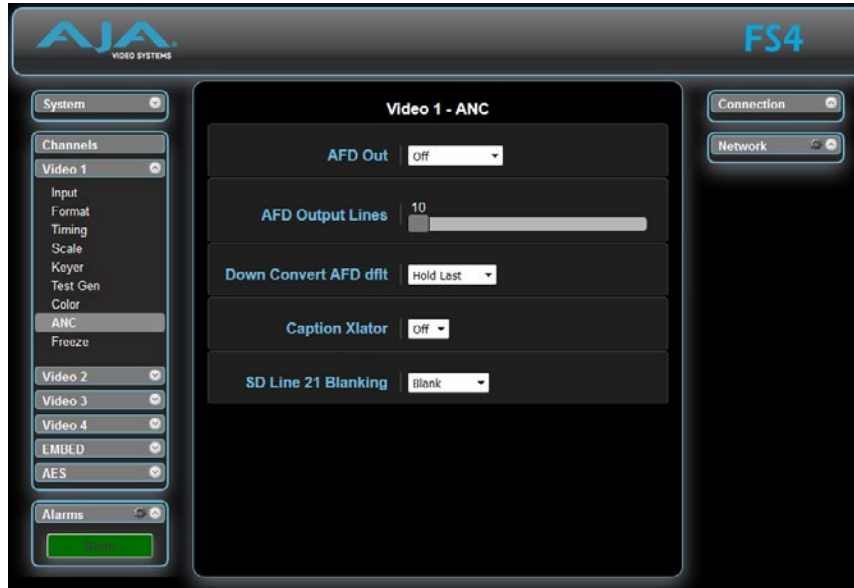 AJA
VIDEO SYSTEMS
FS4
System
Channels
Video 1
Input
Format
Timing
Scale
Keyer
Test Gen
Color
ANC
Freeze
Video 2
Video 3
Video 4
EMBED
AES
Alarms
None
Video 1 - ANC
AFD Out Off
AFD Output Lines 10
Down Convert AFD dflt Hold Last
Caption Xlator Off
SD Line 21 Blanking Blank
Connection
Network